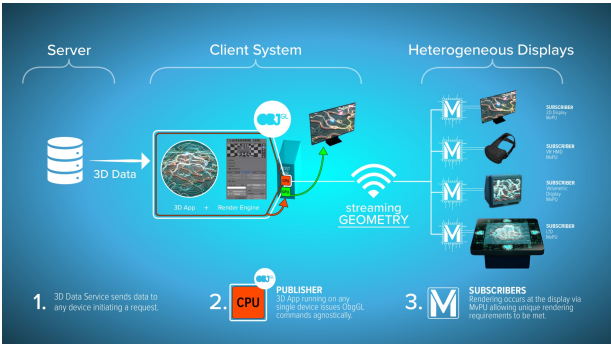 Server
Client System
Heterogeneous Displays
OBJGL
3D Data
3D App + Render Engine
streaming
GEOMETRY
SUBSCRIBER
2D Display
MvPU
SUBSCRIBER
VR HMD
MvPU
SUBSCRIBER
Volumetric
Display
MvPU
SUBSCRIBER
MvPU
1. 3D Data Service sends data to
any device initiating a request.
2. CPU
OBJGL
PUBLISHER
3D App running on any
single device issues ObgGL
commands agnostically.
3. M
SUBSCRIBERS
Rendering occurs at the display via
MvPU allowing unique rendering
requirements to be met.